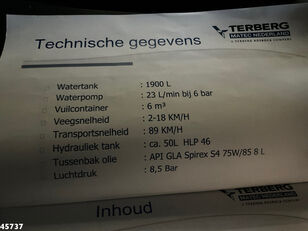 TERBERG
MATEC NEDERLAND
Technische gegevens
Watertank : 1900 L
Waterpomp : 23 L/min bij 6 bar
Vuilcontainer : 6 m³
Veegsnelheid : 2-18 KM/H
Transportsnelheid : 89 KM/H
Hydrauliek tank : ca. 50L HLP 46
Tussenbak olie : API GLA Spirex S4 75W/85 8 L
Luchtdruk : 8,5 Bar
TERBERG
Inhoud
45737